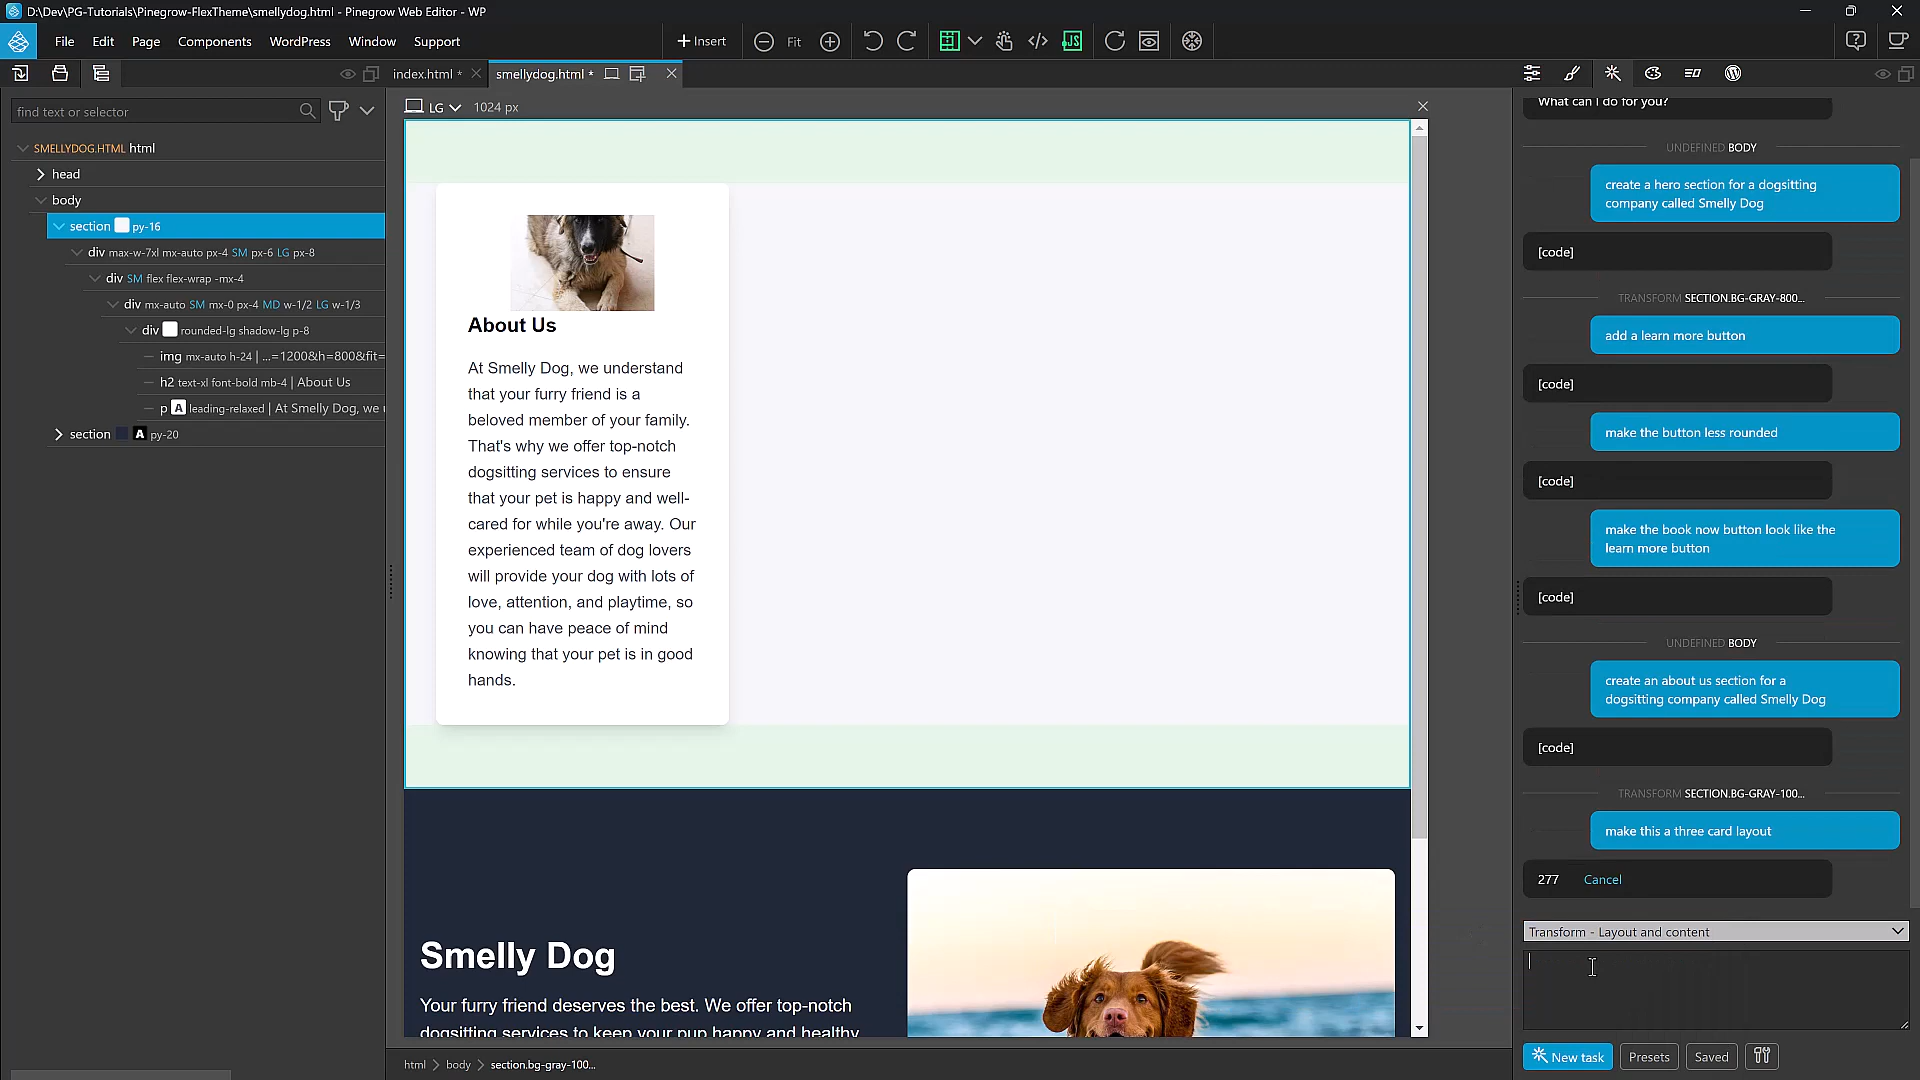 D:\Dev\PG-Tutorials\Pinegrow-FlexTheme\smellydog.html - Pinegrow Web Editor - WP
File Edit Page Components WordPress Window Support
Insert
Fit
JS
index.html *
smellydog.html *
find text or selector
LG 1024 px
SMELLYDOG.HTML html
head
body
section py-16
div max-w-7xl mx-auto px-4 SM px-6 LG px-8
div SM flex flex-wrap -mx-4
div mx-auto SM mx-0 px-4 MD w-1/2 LG w-1/3
div rounded-lg shadow-lg p-8
img mx-auto h-24 | ...=1200&h=800&fit=
h2 text-xl font-bold mb-4 | About Us
p A leading-relaxed | At Smelly Dog, we u
section A py-20
About Us
At Smelly Dog, we understand
that your furry friend is a
beloved member of your family.
That's why we offer top-notch
dogsitting services to ensure
that your pet is happy and well-
cared for while you're away. Our
experienced team of dog lovers
will provide your dog with lots of
love, attention, and playtime, so
you can have peace of mind
knowing that your pet is in good
hands.
Smelly Dog
Your furry friend deserves the best. We offer top-notch
dogsitting services to keep your pup happy and healthy
html body section.bg-gray-100...
What can I do for you?
UNDEFINED BODY
create a hero section for a dogsitting
company called Smelly Dog
[code]
TRANSFORM SECTION.BG-GRAY-800...
add a learn more button
[code]
make the button less rounded
[code]
make the book now button look like the
learn more button
[code]
UNDEFINED BODY
create an about us section for a
dogsitting company called Smelly Dog
[code]
TRANSFORM SECTION.BG-GRAY-100...
make this a three card layout
277 Cancel
Transform - Layout and content
New task Presets Saved